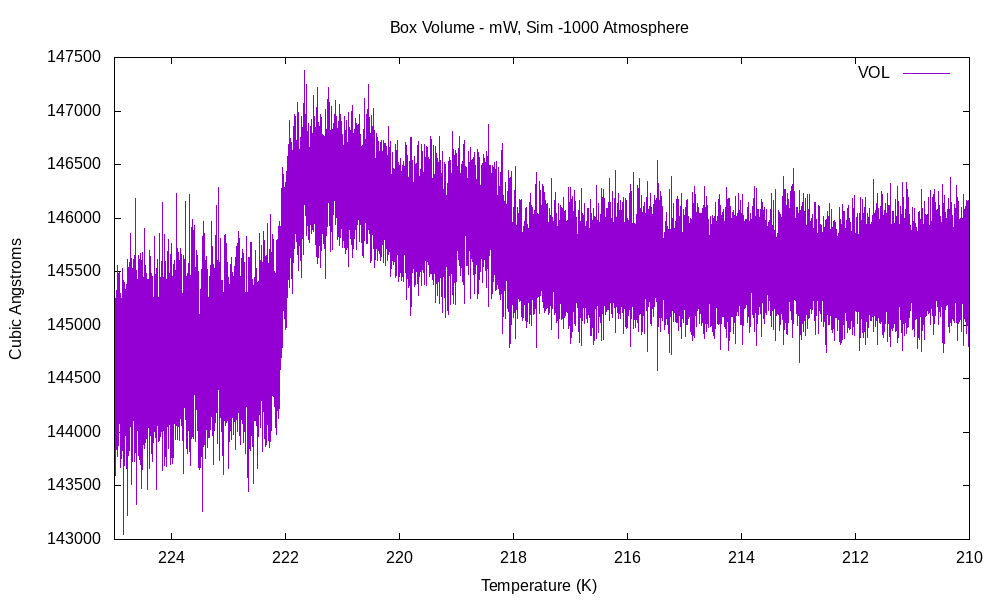 Box Volume - mW, Sim -1000 Atmosphere
VOL
147500
147000
146500
146000
145500
145000
144500
144000
143500
143000
Cubic Angstroms
224 222 220 218 216 214 212 210
Temperature (K)